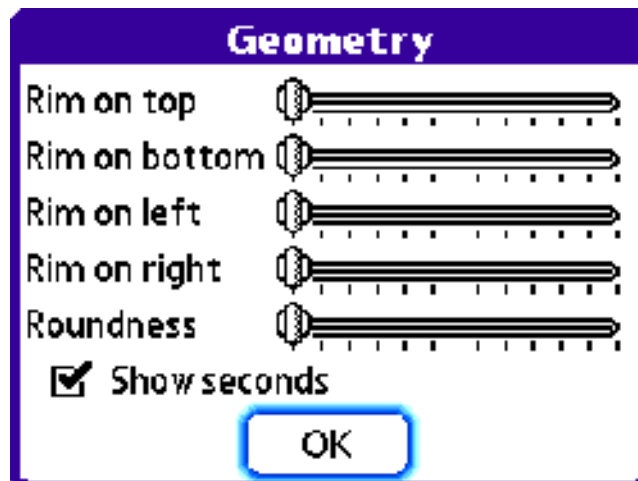 Geometry
Rim on top
Rim on bottom
Rim on left
Rim on right
Roundness
Show seconds
OK